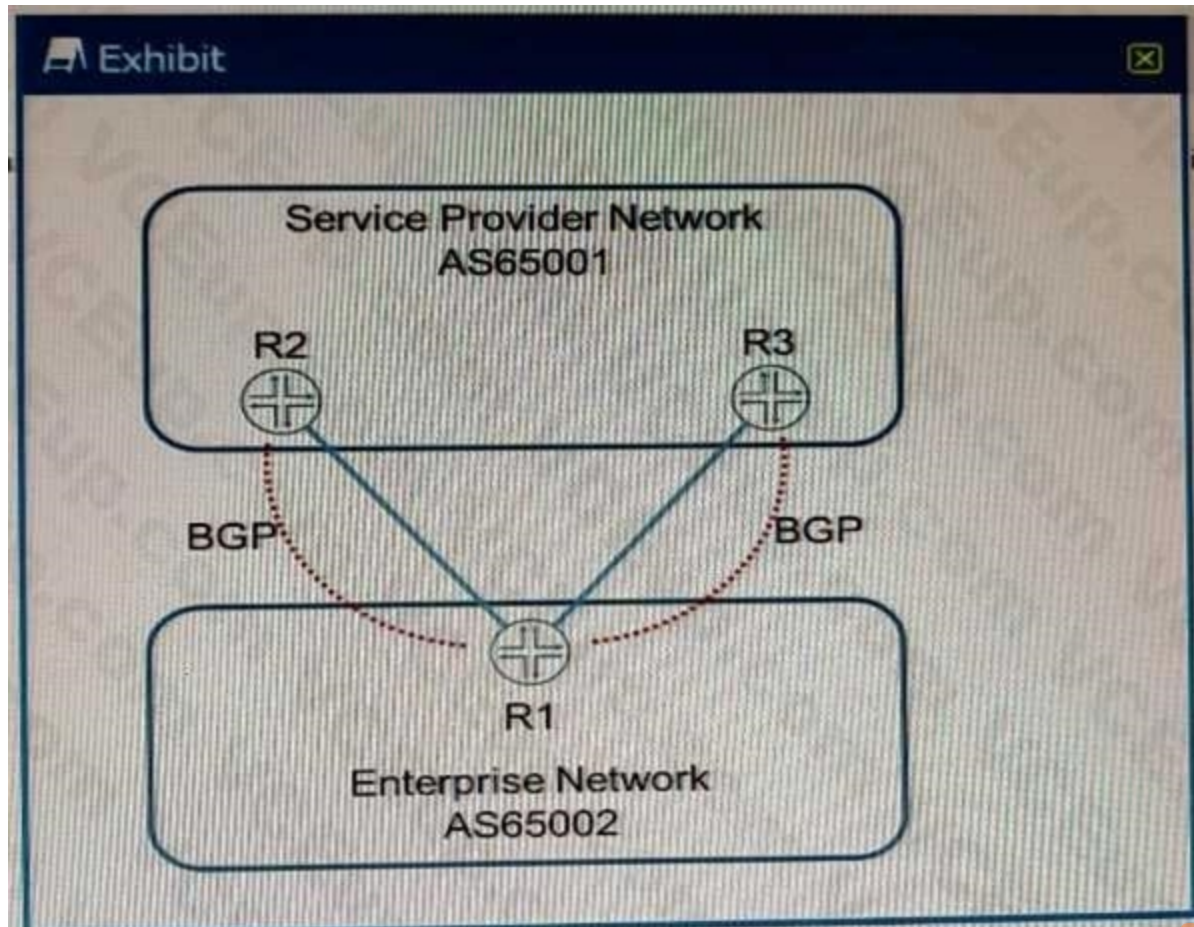 Exhibit
Service Provider Network
AS65001
R2
R3
BGP
BGP
R1
Enterprise Network
AS65002